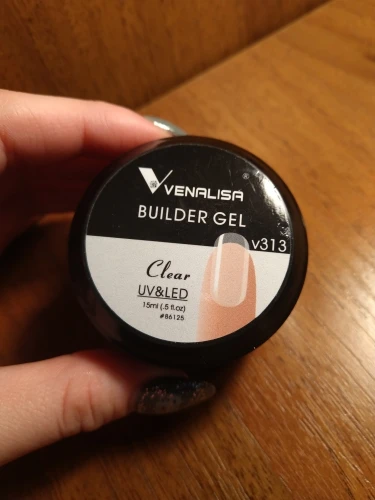 VENALISA ®
BUILDER GEL
v313
Clear
UV&LED
15ml (.5 fl.oz)
#86125